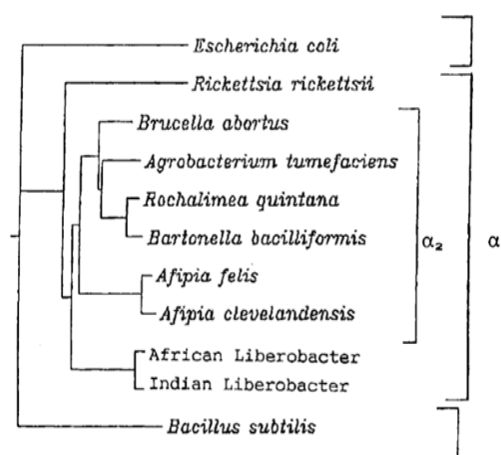 Escherichia coli
Rickettsia rickettsii
Brucella abortus
Agrobacterium tumefaciens
Rochalimea quintana
Bartonella bacilliformis
α₂
α
Afipia felis
Afipia clevelandensis
African Liberobacter
Indian Liberobacter
Bacillus subtilis